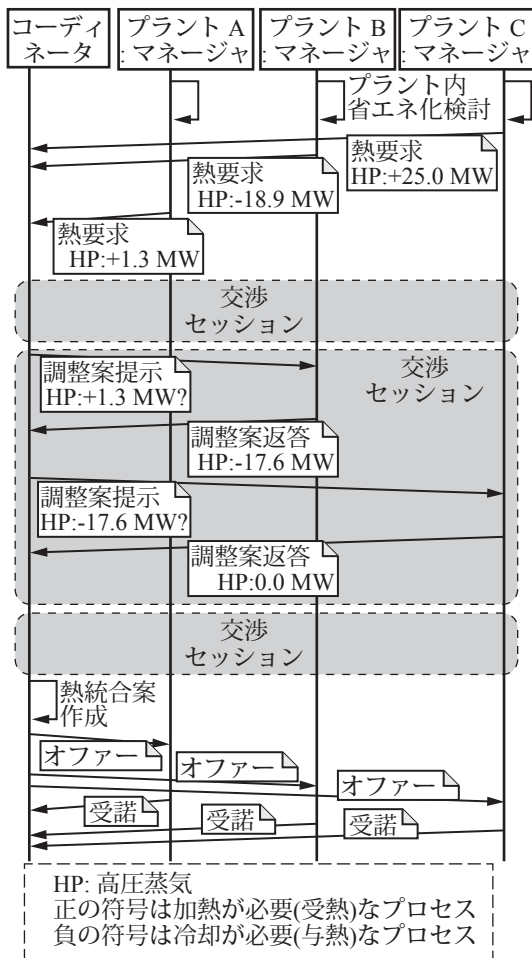 コーディ
ネータ
プラント A
: マネージャ
プラント B
: マネージャ
プラント C
: マネージャ
プラント内
省エネ化検討
熱要求
HP:+25.0 MW
熱要求
HP:-18.9 MW
熱要求
HP:+1.3 MW
交渉
セッション
交渉
セッション
調整案提示
HP:+1.3 MW?
調整案返答
HP:-17.6 MW
調整案提示
HP:-17.6 MW?
調整案返答
HP:0.0 MW
交渉
セッション
熱統合案
作成
オファー
オファー
オファー
受諾
受諾
受諾
HP: 高圧蒸気
正の符号は加熱が必要(受熱)なプロセス
負の符号は冷却が必要(与熱)なプロセス